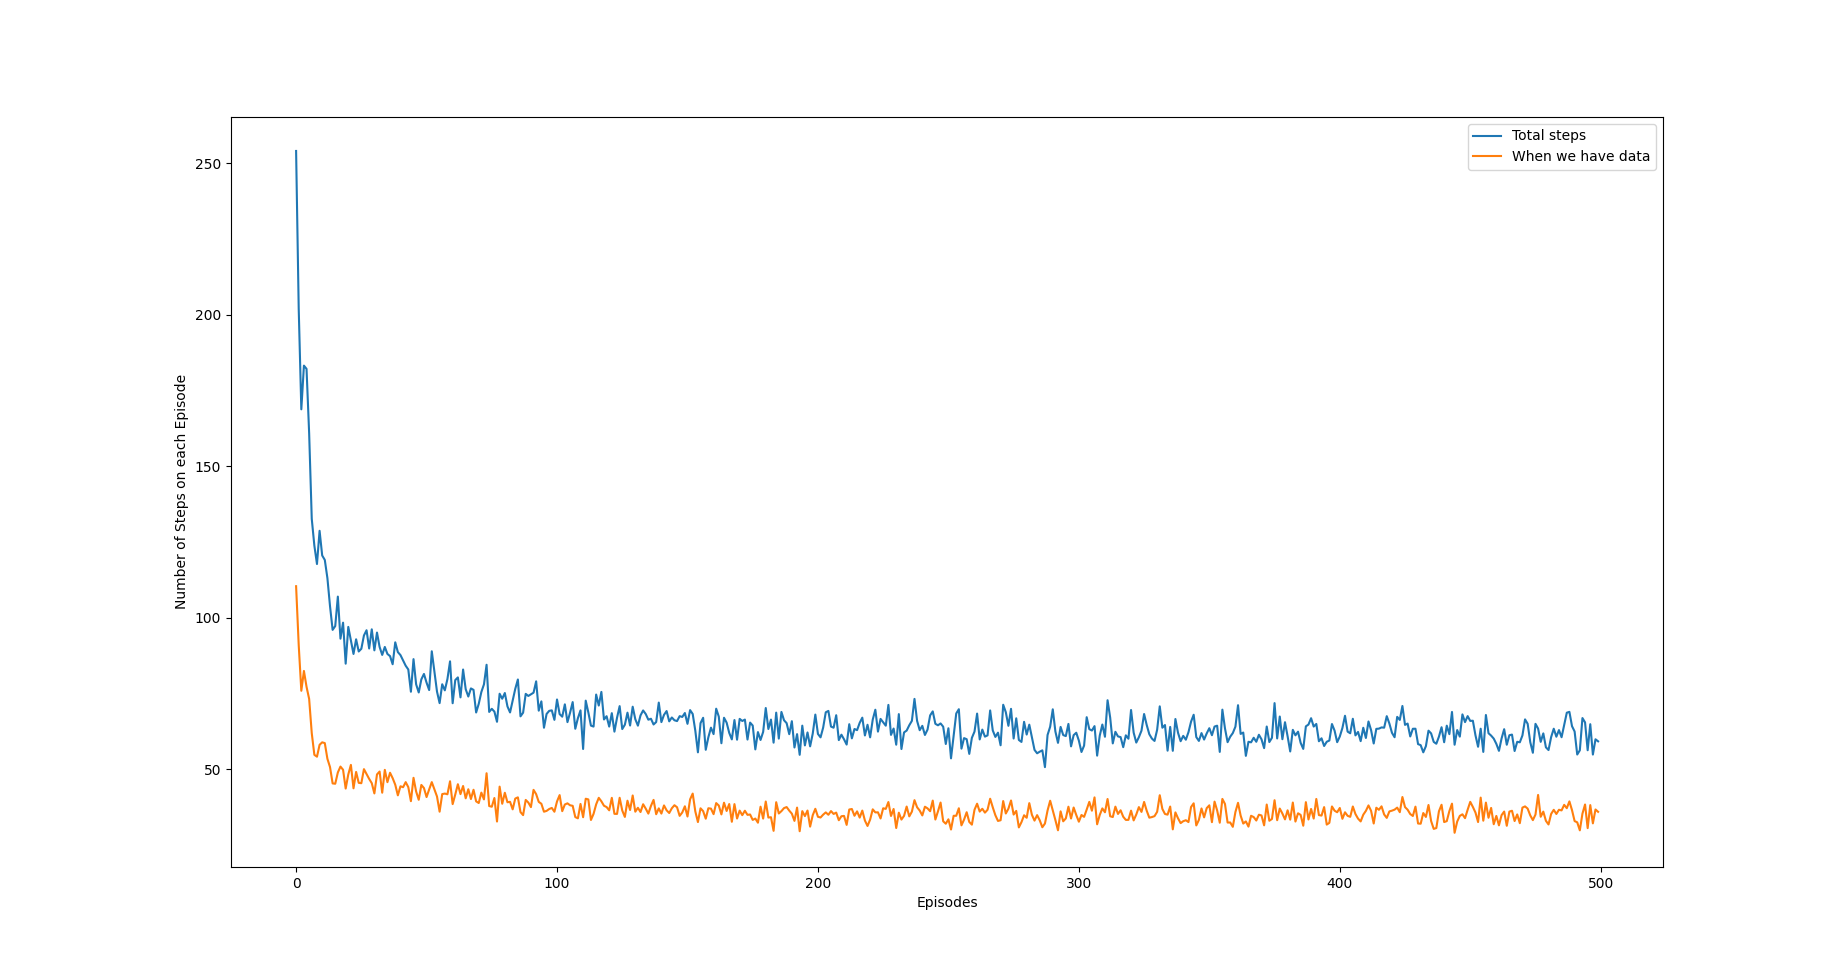 Total steps
When we have data
250
200
150
100
50
Number of Steps on each Episode
0 100 200 300 400 500
Episodes